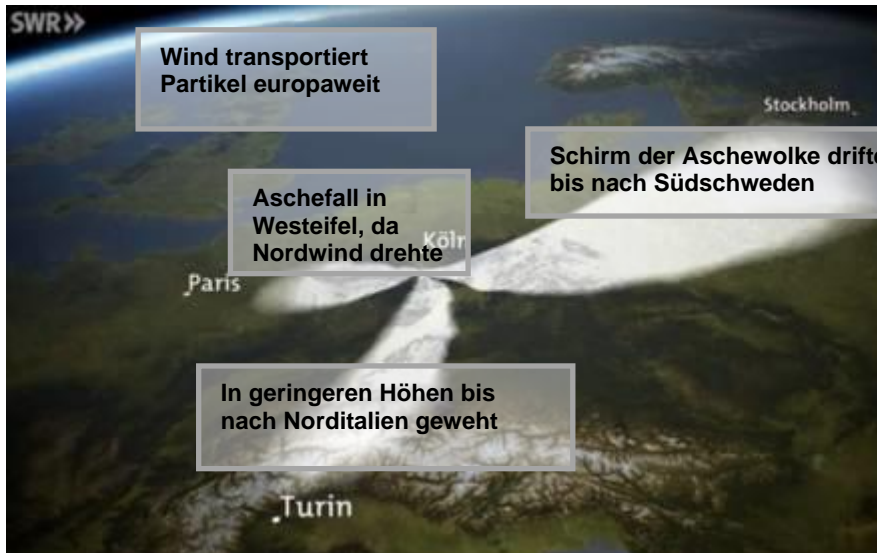 SWR»
Wind transportiert
Partikel europaweit
Stockholm
Schirm der Aschewolke drifte
bis nach Südschweden
Aschefall in
Westeifel, da
Nordwind drehte
Köln
Paris
In geringeren Höhen bis
nach Norditalien geweht
Turin